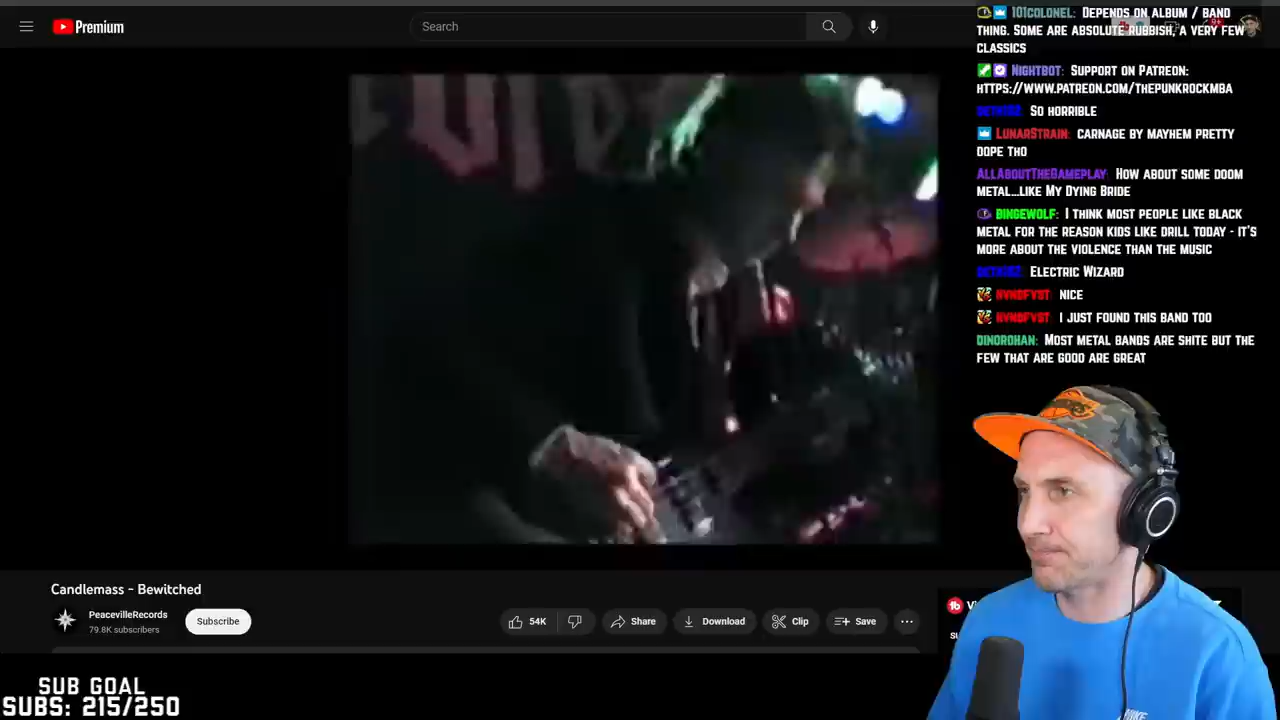 Premium
Search
101COLONEL: DEPENDS ON ALBUM / BAND
THING. SOME ARE ABSOLUTE RUBBISH, A VERY FEW
CLASSICS
NIGHTBOT: SUPPORT ON PATREON:
HTTPS://WWW.PATREON.COM/THEPUNKROCKMBA
SO HORRIBLE
LUNARSTRAIN: CARNAGE BY MAYHEM PRETTY
DOPE THO
ALLABOUTTHEGAMEPLAY: HOW ABOUT SOME DOOM
METAL...LIKE MY DYING BRIDE
BINGEWOLF: I THINK MOST PEOPLE LIKE BLACK
METAL FOR THE REASON KIDS LIKE DRILL TODAY - IT'S
MORE ABOUT THE VIOLENCE THAN THE MUSIC
ELECTRIC WIZARD
HVNDFVST: NICE
HVNDFVST: I JUST FOUND THIS BAND TOO
DINOROHAN: MOST METAL BANDS ARE SHITE BUT THE
FEW THAT ARE GOOD ARE GREAT
Candlemass - Bewitched
PeacevilleRecords
79.8K subscribers
Subscribe
54K
Share
Download
Clip
Save
...
SUB GOAL
SUBS: 215/250
NIKE